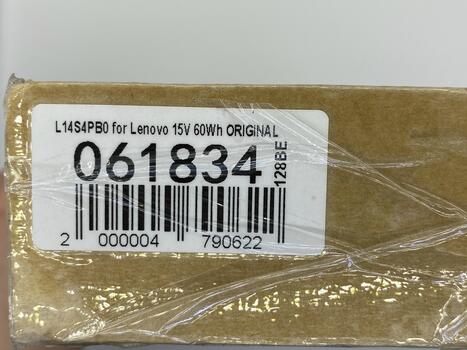 L14S4PB0 for Lenovo 15V 60Wh ORIGINAL
061834
128BE
2 000004 790622